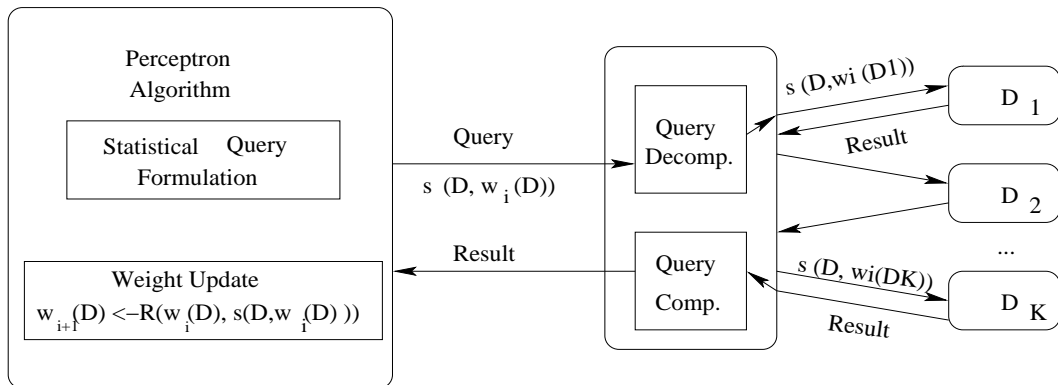 Perceptron
Algorithm
Statistical Query
Formulation
Weight Update
w i+1(D) <–R(w i(D), s(D,w i(D) ))
Query
s (D, w i (D))
Result
Query
Decomp.
Query
Comp.
s (D,wi (D1))
Result
s (D, wi(DK))
Result
D 1
D 2
...
D K